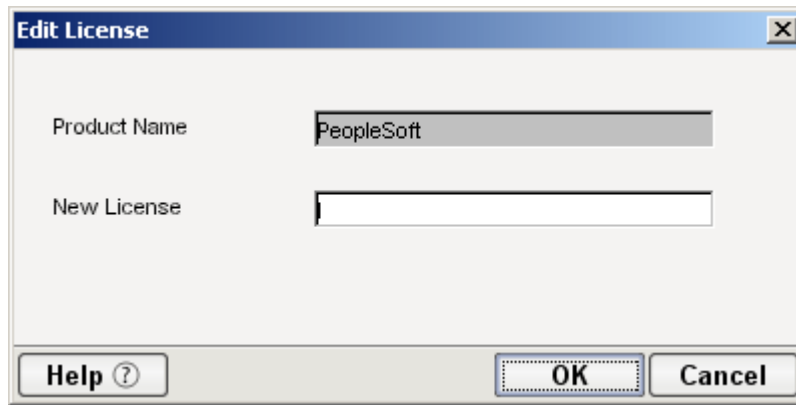 Edit License
Product Name PeopleSoft
New License
Help ? OK Cancel